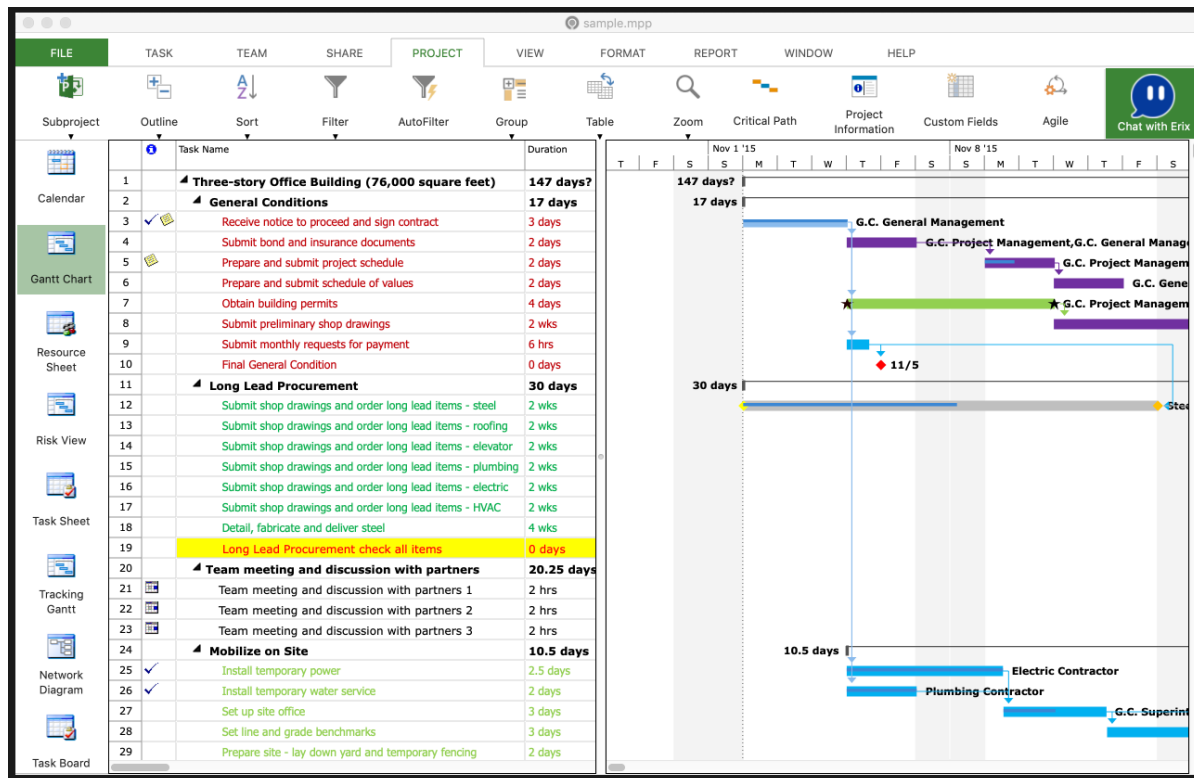 sample.mpp
FILE TASK TEAM SHARE PROJECT VIEW FORMAT REPORT WINDOW HELP
Subproject Outline Sort Filter AutoFilter Group Table Zoom Critical Path Project Information Custom Fields Agile Chat with Erix
Calendar
Gantt Chart
Resource Sheet
Risk View
Task Sheet
Tracking Gantt
Network Diagram
Task Board
Task Name Duration
1 Three-story Office Building (76,000 square feet) 147 days?
2 General Conditions 17 days
3 Receive notice to proceed and sign contract 3 days
4 Submit bond and insurance documents 2 days
5 Prepare and submit project schedule 2 days
6 Prepare and submit schedule of values 2 days
7 Obtain building permits 4 days
8 Submit preliminary shop drawings 2 wks
9 Submit monthly requests for payment 6 hrs
10 Final General Condition 0 days
11 Long Lead Procurement 30 days
12 Submit shop drawings and order long lead items - steel 2 wks
13 Submit shop drawings and order long lead items - roofing 2 wks
14 Submit shop drawings and order long lead items - elevator 2 wks
15 Submit shop drawings and order long lead items - plumbing 2 wks
16 Submit shop drawings and order long lead items - electric 2 wks
17 Submit shop drawings and order long lead items - HVAC 2 wks
18 Detail, fabricate and deliver steel 4 wks
19 Long Lead Procurement check all items 0 days
20 Team meeting and discussion with partners 20.25 days
21 Team meeting and discussion with partners 1 2 hrs
22 Team meeting and discussion with partners 2 2 hrs
23 Team meeting and discussion with partners 3 2 hrs
24 Mobilize on Site 10.5 days
25 Install temporary power 2.5 days
26 Install temporary water service 2 days
27 Set up site office 3 days
28 Set line and grade benchmarks 3 days
29 Prepare site - lay down yard and temporary fencing 2 days
Nov 1 '15 Nov 8 '15
T F S S M T W T F S S M T W T F S
147 days?
17 days
G.C. General Management
G.C. Project Management,G.C. General Manag
G.C. Project Managem
G.C. Gene
G.C. Project Managem
11/5
30 days
Stee
10.5 days
Electric Contractor
Plumbing Contractor
G.C. Superint